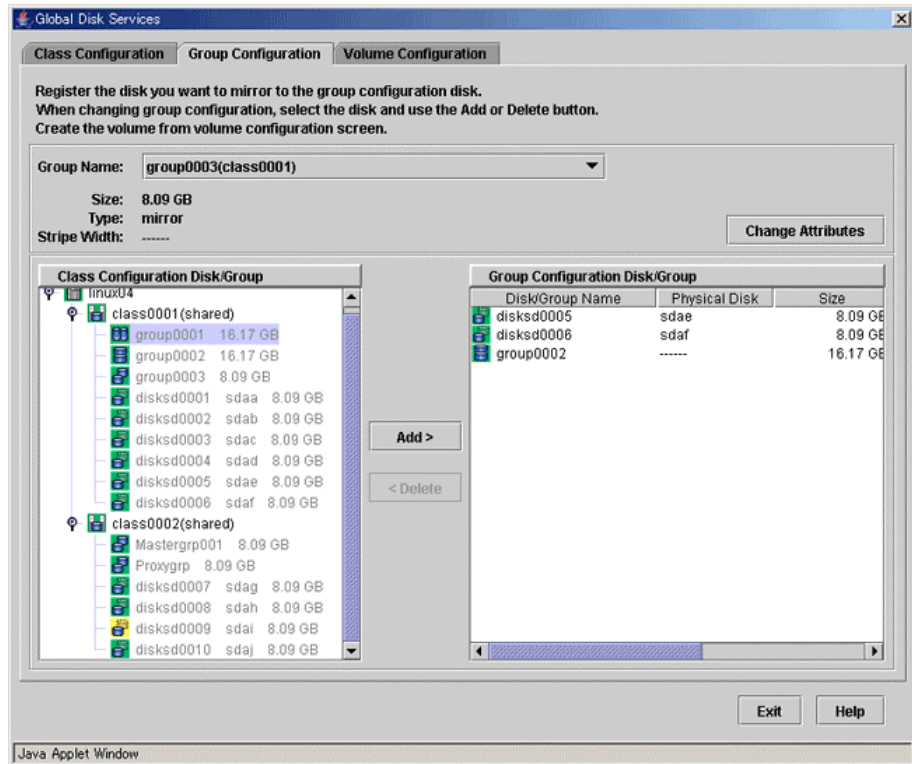 Global Disk Services
Class Configuration Group Configuration Volume Configuration
Register the disk you want to mirror to the group configuration disk.
When changing group configuration, select the disk and use the Add or Delete button.
Create the volume from volume configuration screen.
Group Name: group0003(class0001)
Size: 8.09 GB
Type: mirror
Stripe Width: ------
Change Attributes
Class Configuration Disk/Group
linux04
class0001(shared)
group0001 16.17 GB
group0002 16.17 GB
group0003 8.09 GB
disksd0001 sdaa 8.09 GB
disksd0002 sdab 8.09 GB
disksd0003 sdac 8.09 GB
disksd0004 sdad 8.09 GB
disksd0005 sdae 8.09 GB
disksd0006 sdaf 8.09 GB
class0002(shared)
Mastergrp001 8.09 GB
Proxygrp 8.09 GB
disksd0007 sdag 8.09 GB
disksd0008 sdah 8.09 GB
disksd0009 sdai 8.09 GB
disksd0010 sdaj 8.09 GB
Add >
< Delete
Group Configuration Disk/Group
Disk/Group Name Physical Disk Size
disksd0005 sdae 8.09 GB
disksd0006 sdaf 8.09 GB
group0002 ------ 16.17 GB
Exit Help
Java Applet Window